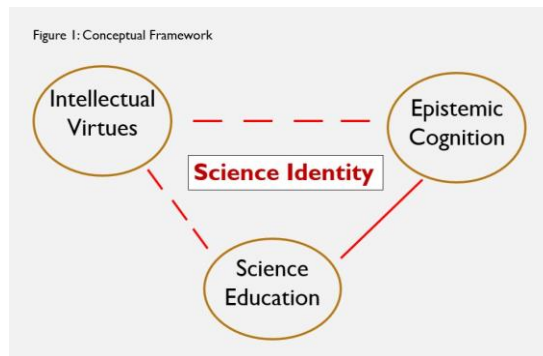 Figure 1: Conceptual Framework
Intellectual
Virtues
Epistemic
Cognition
Science Identity
Science
Education